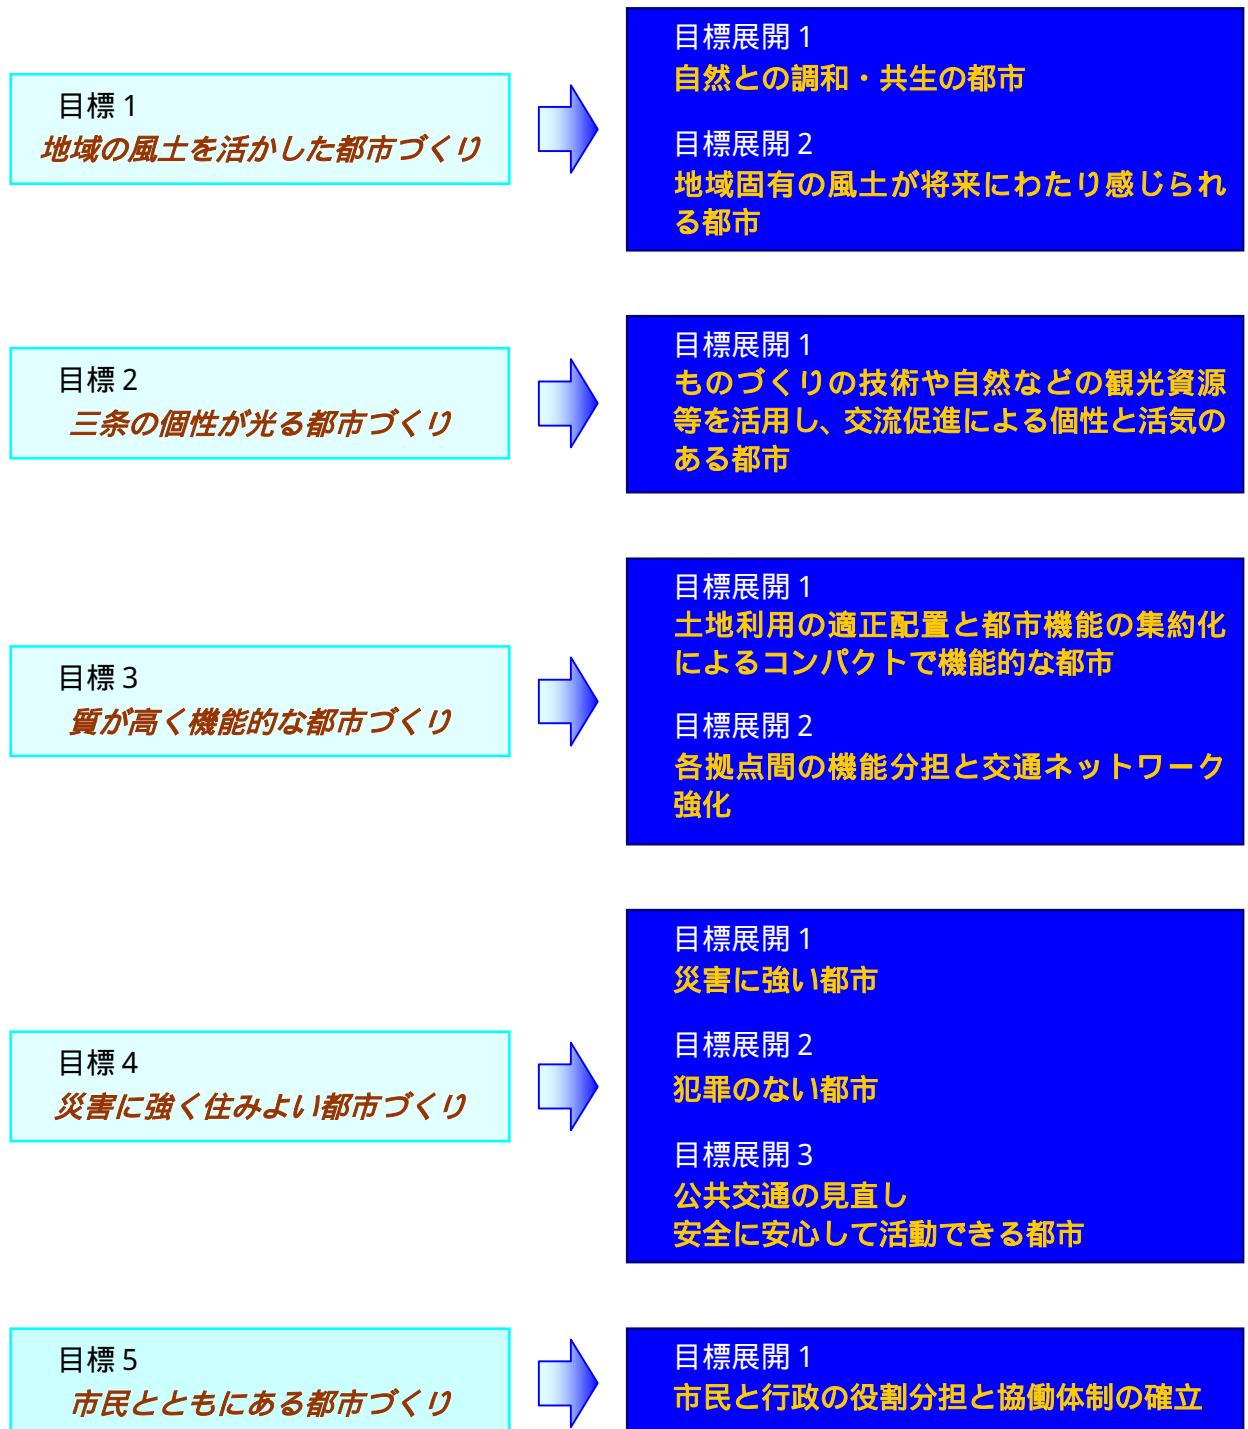 目標 1
地域の風土を活かした都市づくり
目標展開 1
自然との調和・共生の都市
目標展開 2
地域固有の風土が将来にわたり感じられ
る都市
目標 2
三条の個性が光る都市づくり
目標展開 1
ものづくりの技術や自然などの観光資源
等を活用し、交流促進による個性と活気の
ある都市
目標 3
質が高く機能的な都市づくり
目標展開 1
土地利用の適正配置と都市機能の集約化
によるコンパクトで機能的な都市
目標展開 2
各拠点間の機能分担と交通ネットワーク
強化
目標 4
災害に強く住みよい都市づくり
目標展開 1
災害に強い都市
目標展開 2
犯罪のない都市
目標展開 3
公共交通の見直し
安全に安心して活動できる都市
目標 5
市民とともにある都市づくり
目標展開 1
市民と行政の役割分担と協働体制の確立